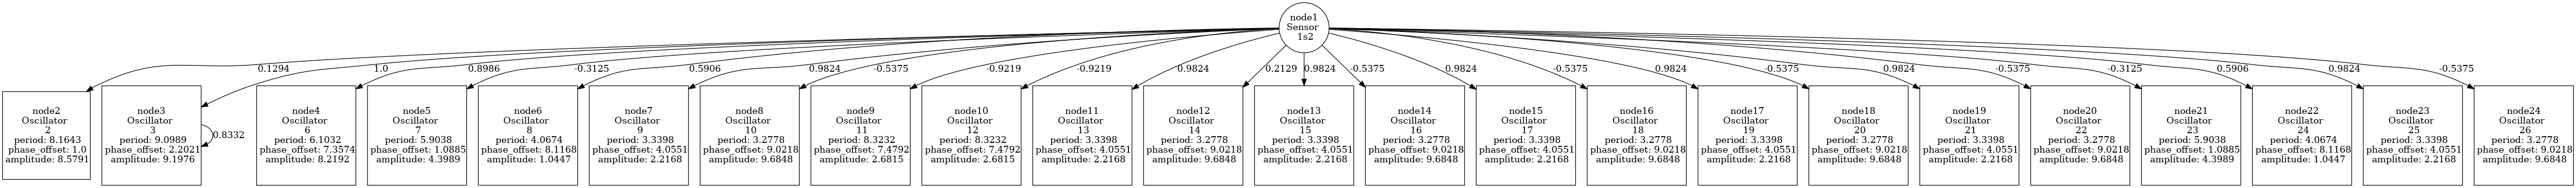 node1
Sensor
1s2
0.1294
1.0
0.8986
-0.3125
0.5906
0.9824
-0.5375
-0.9219
-0.9219
0.9824
0.2129
0.9824
-0.5375
0.9824
-0.5375
0.9824
-0.5375
0.9824
-0.5375
-0.3125
0.5906
0.9824
-0.5375
node2
Oscillator
2
period: 8.1643
phase_offset: 1.0
amplitude: 8.5791
node3
Oscillator
3
period: 9.0989
phase_offset: 2.2021
amplitude: 9.1976
0.8332
node4
Oscillator
6
period: 6.1032
phase_offset: 7.3574
amplitude: 8.2192
node5
Oscillator
7
period: 5.9038
phase_offset: 1.0885
amplitude: 4.3989
node6
Oscillator
8
period: 4.0674
phase_offset: 8.1168
amplitude: 1.0447
node7
Oscillator
9
period: 3.3398
phase_offset: 4.0551
amplitude: 2.2168
node8
Oscillator
10
period: 3.2778
phase_offset: 9.0218
amplitude: 9.6848
node9
Oscillator
11
period: 8.3232
phase_offset: 7.4792
amplitude: 2.6815
node10
Oscillator
12
period: 8.3232
phase_offset: 7.4792
amplitude: 2.6815
node11
Oscillator
13
period: 3.3398
phase_offset: 4.0551
amplitude: 2.2168
node12
Oscillator
14
period: 3.2778
phase_offset: 9.0218
amplitude: 9.6848
node13
Oscillator
15
period: 3.3398
phase_offset: 4.0551
amplitude: 2.2168
node14
Oscillator
16
period: 3.2778
phase_offset: 9.0218
amplitude: 9.6848
node15
Oscillator
17
period: 3.3398
phase_offset: 4.0551
amplitude: 2.2168
node16
Oscillator
18
period: 3.2778
phase_offset: 9.0218
amplitude: 9.6848
node17
Oscillator
19
period: 3.3398
phase_offset: 4.0551
amplitude: 2.2168
node18
Oscillator
20
period: 3.2778
phase_offset: 9.0218
amplitude: 9.6848
node19
Oscillator
21
period: 3.3398
phase_offset: 4.0551
amplitude: 2.2168
node20
Oscillator
22
period: 3.2778
phase_offset: 9.0218
amplitude: 9.6848
node21
Oscillator
23
period: 5.9038
phase_offset: 1.0885
amplitude: 4.3989
node22
Oscillator
24
period: 4.0674
phase_offset: 8.1168
amplitude: 1.0447
node23
Oscillator
25
period: 3.3398
phase_offset: 4.0551
amplitude: 2.2168
node24
Oscillator
26
period: 3.2778
phase_offset: 9.0218
amplitude: 9.6848